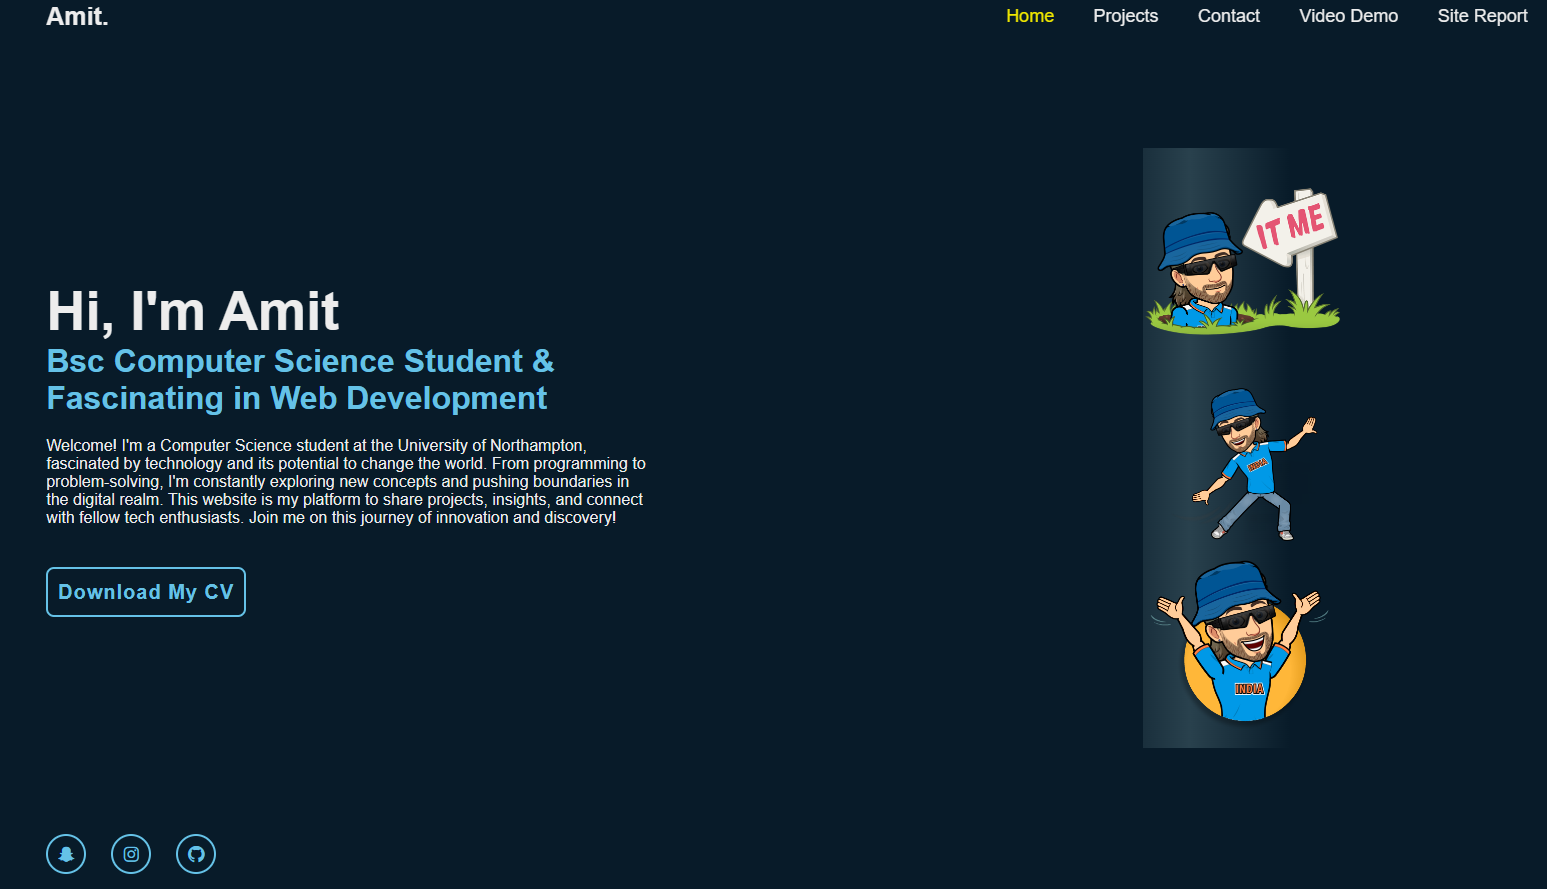 Amit.
Home Projects Contact Video Demo Site Report
IT ME
Hi, I'm Amit
Bsc Computer Science Student &
Fascinating in Web Development
Welcome! I'm a Computer Science student at the University of Northampton,
fascinated by technology and its potential to change the world. From programming to
problem-solving, I'm constantly exploring new concepts and pushing boundaries in
the digital realm. This website is my platform to share projects, insights, and connect
with fellow tech enthusiasts. Join me on this journey of innovation and discovery!
INDIA
Download My CV
INDIA